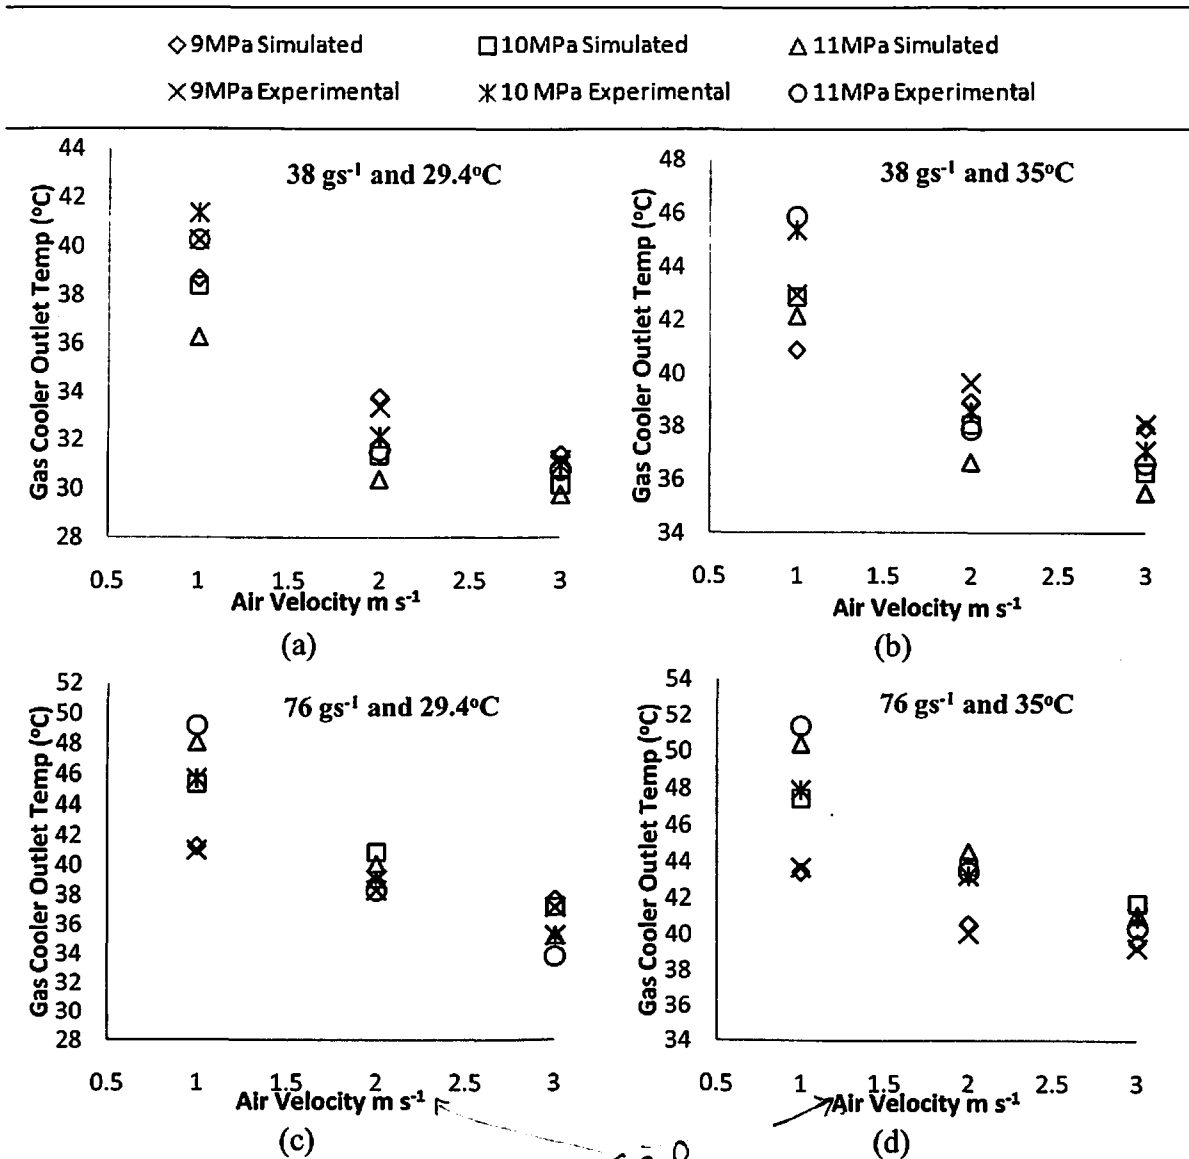 9MPa Simulated 10MPa Simulated 11MPa Simulated
9MPa Experimental 10 MPa Experimental 11MPa Experimental
38 gs⁻¹ and 29.4°C
Gas Cooler Outlet Temp (°C)
44
42
40
38
36
34
32
30
28
0.5 1 1.5 2 2.5 3
Air Velocity m s⁻¹
(a)
38 gs⁻¹ and 35°C
Gas Cooler Outlet Temp (°C)
48
46
44
42
40
38
36
34
0.5 1 1.5 2 2.5 3
Air Velocity m s⁻¹
(b)
76 gs⁻¹ and 29.4°C
Gas Cooler Outlet Temp (°C)
52
50
48
46
44
42
40
38
36
34
32
30
28
0.5 1 1.5 2 2.5 3
Air Velocity m s⁻¹
(c)
76 gs⁻¹ and 35°C
Gas Cooler Outlet Temp (°C)
54
52
50
48
46
44
42
40
38
36
34
0.5 1 1.5 2 2.5 3
Air Velocity m s⁻¹
(d)